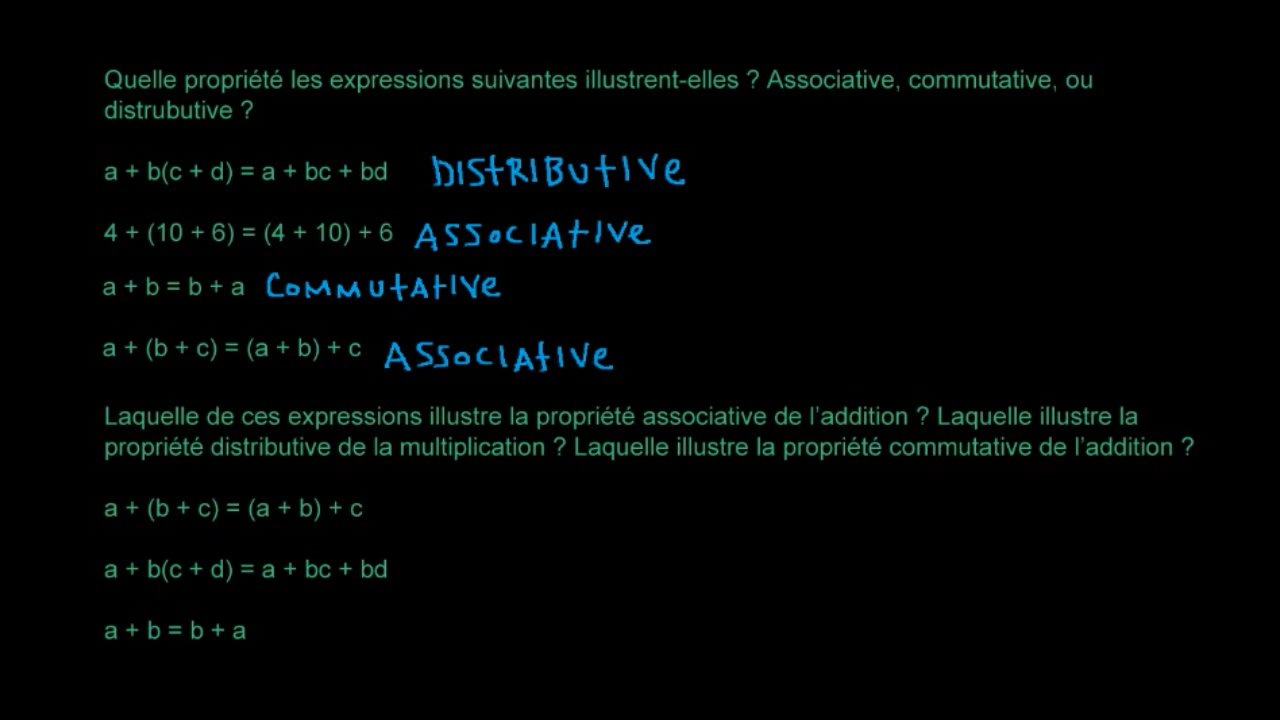 Quelle propriété les expressions suivantes illustrent-elles ? Associative, commutative, ou
distrubutive ?
a + b(c + d) = a + bc + bd DISTRIBUTIVE
4 + (10 + 6) = (4 + 10) + 6 ASSOCIATIVE
a + b = b + a COMMUTATIVE
a + (b + c) = (a + b) + c ASSOCIATIVE
Laquelle de ces expressions illustre la propriété associative de l’addition ? Laquelle illustre la
propriété distributive de la multiplication ? Laquelle illustre la propriété commutative de l’addition ?
a + (b + c) = (a + b) + c
a + b(c + d) = a + bc + bd
a + b = b + a